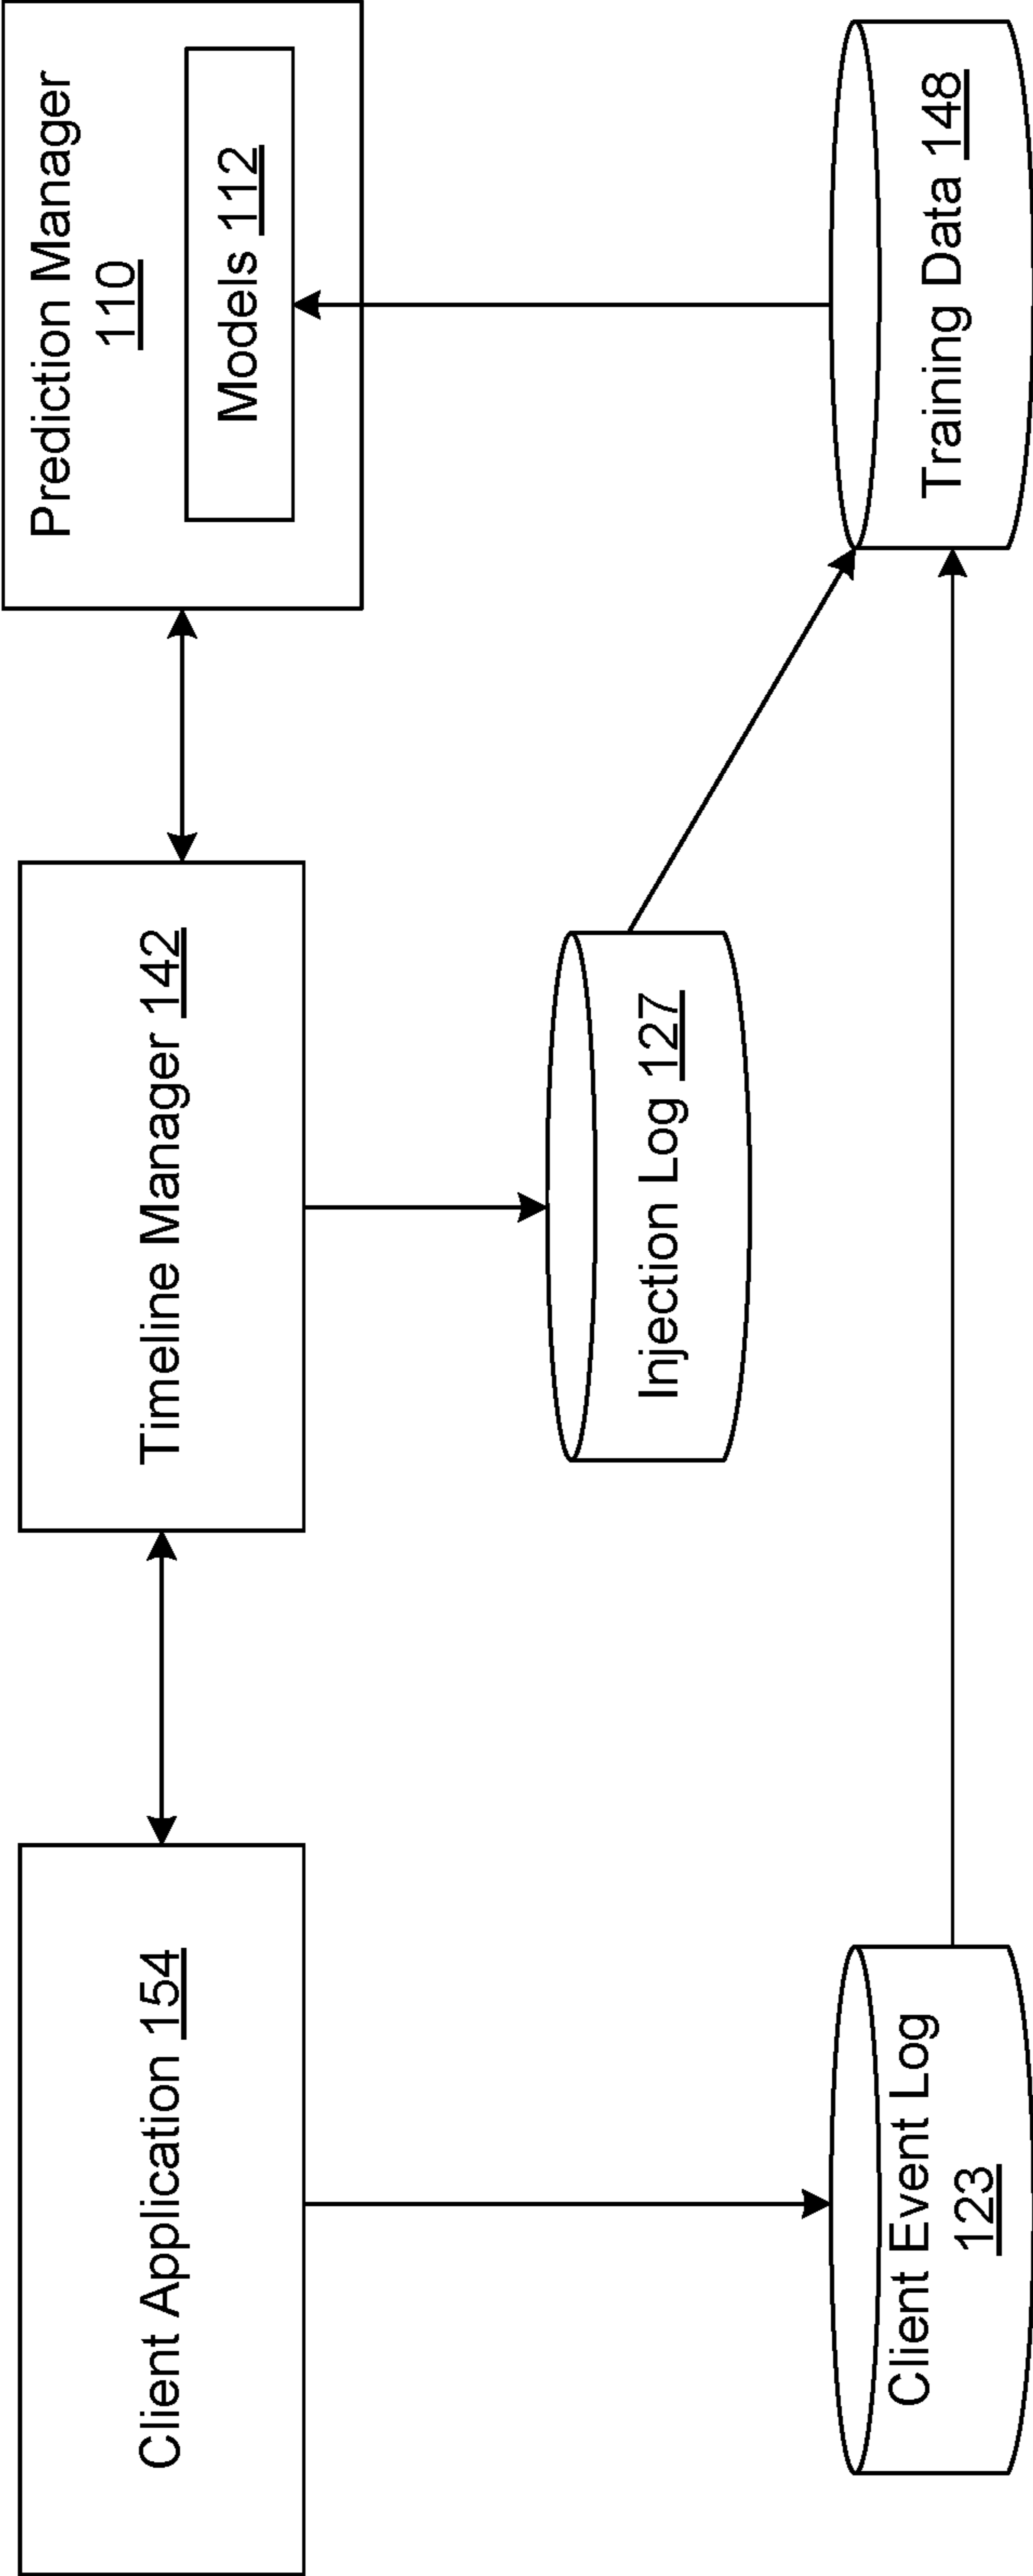 Client Application 154
Timeline Manager 142
Prediction Manager
110
Models 112
Injection Log 127
Client Event Log
123
Training Data 148